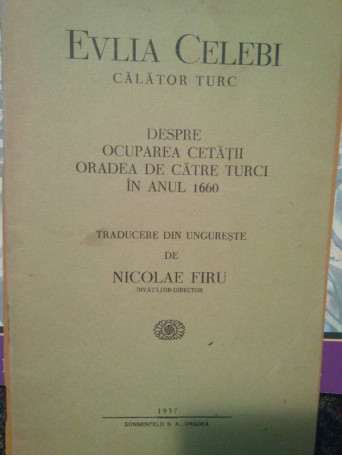 EVLIA CELEBI
CĂLĂTOR TURC
DESPRE
OCUPAREA CETĂȚII
ORADEA DE CĂTRE TURCI
ÎN ANUL 1660
TRADUCERE DIN UNGUREȘTE
DE
NICOLAE FIRU
ÎNVĂȚĂTOR-DIRECTOR
1937
SONNENFELD S. A., ORADEA